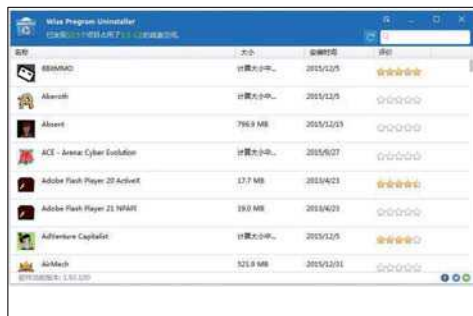 Wise Program Uninstaller
名称 大小 安装时间 评价
8BitMMO 计算大小中... 2015/12/5
Aberoth 计算大小中... 2015/12/5
Absent 796.9 MB 2015/12/15
ACE - Arena: Cyber Evolution 计算大小中... 2015/9/27
Adobe Flash Player 20 ActiveX 17.7 MB 2013/4/23
Adobe Flash Player 21 NPAPI 19.0 MB 2013/4/23
AdVenture Capitalist 计算大小中... 2015/12/5
AirMech 521.8 MB 2015/12/31